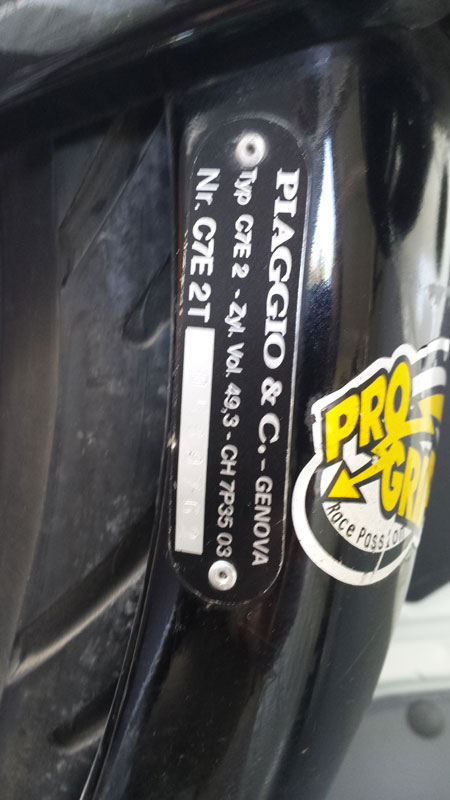 PIAGGIO & C. - GENOVA
Typ C7E 2 - Zyl. Vol. 49,3 - CH 7P35 03
Nr. C7E 2T
PRO
GRIP
Race Passion